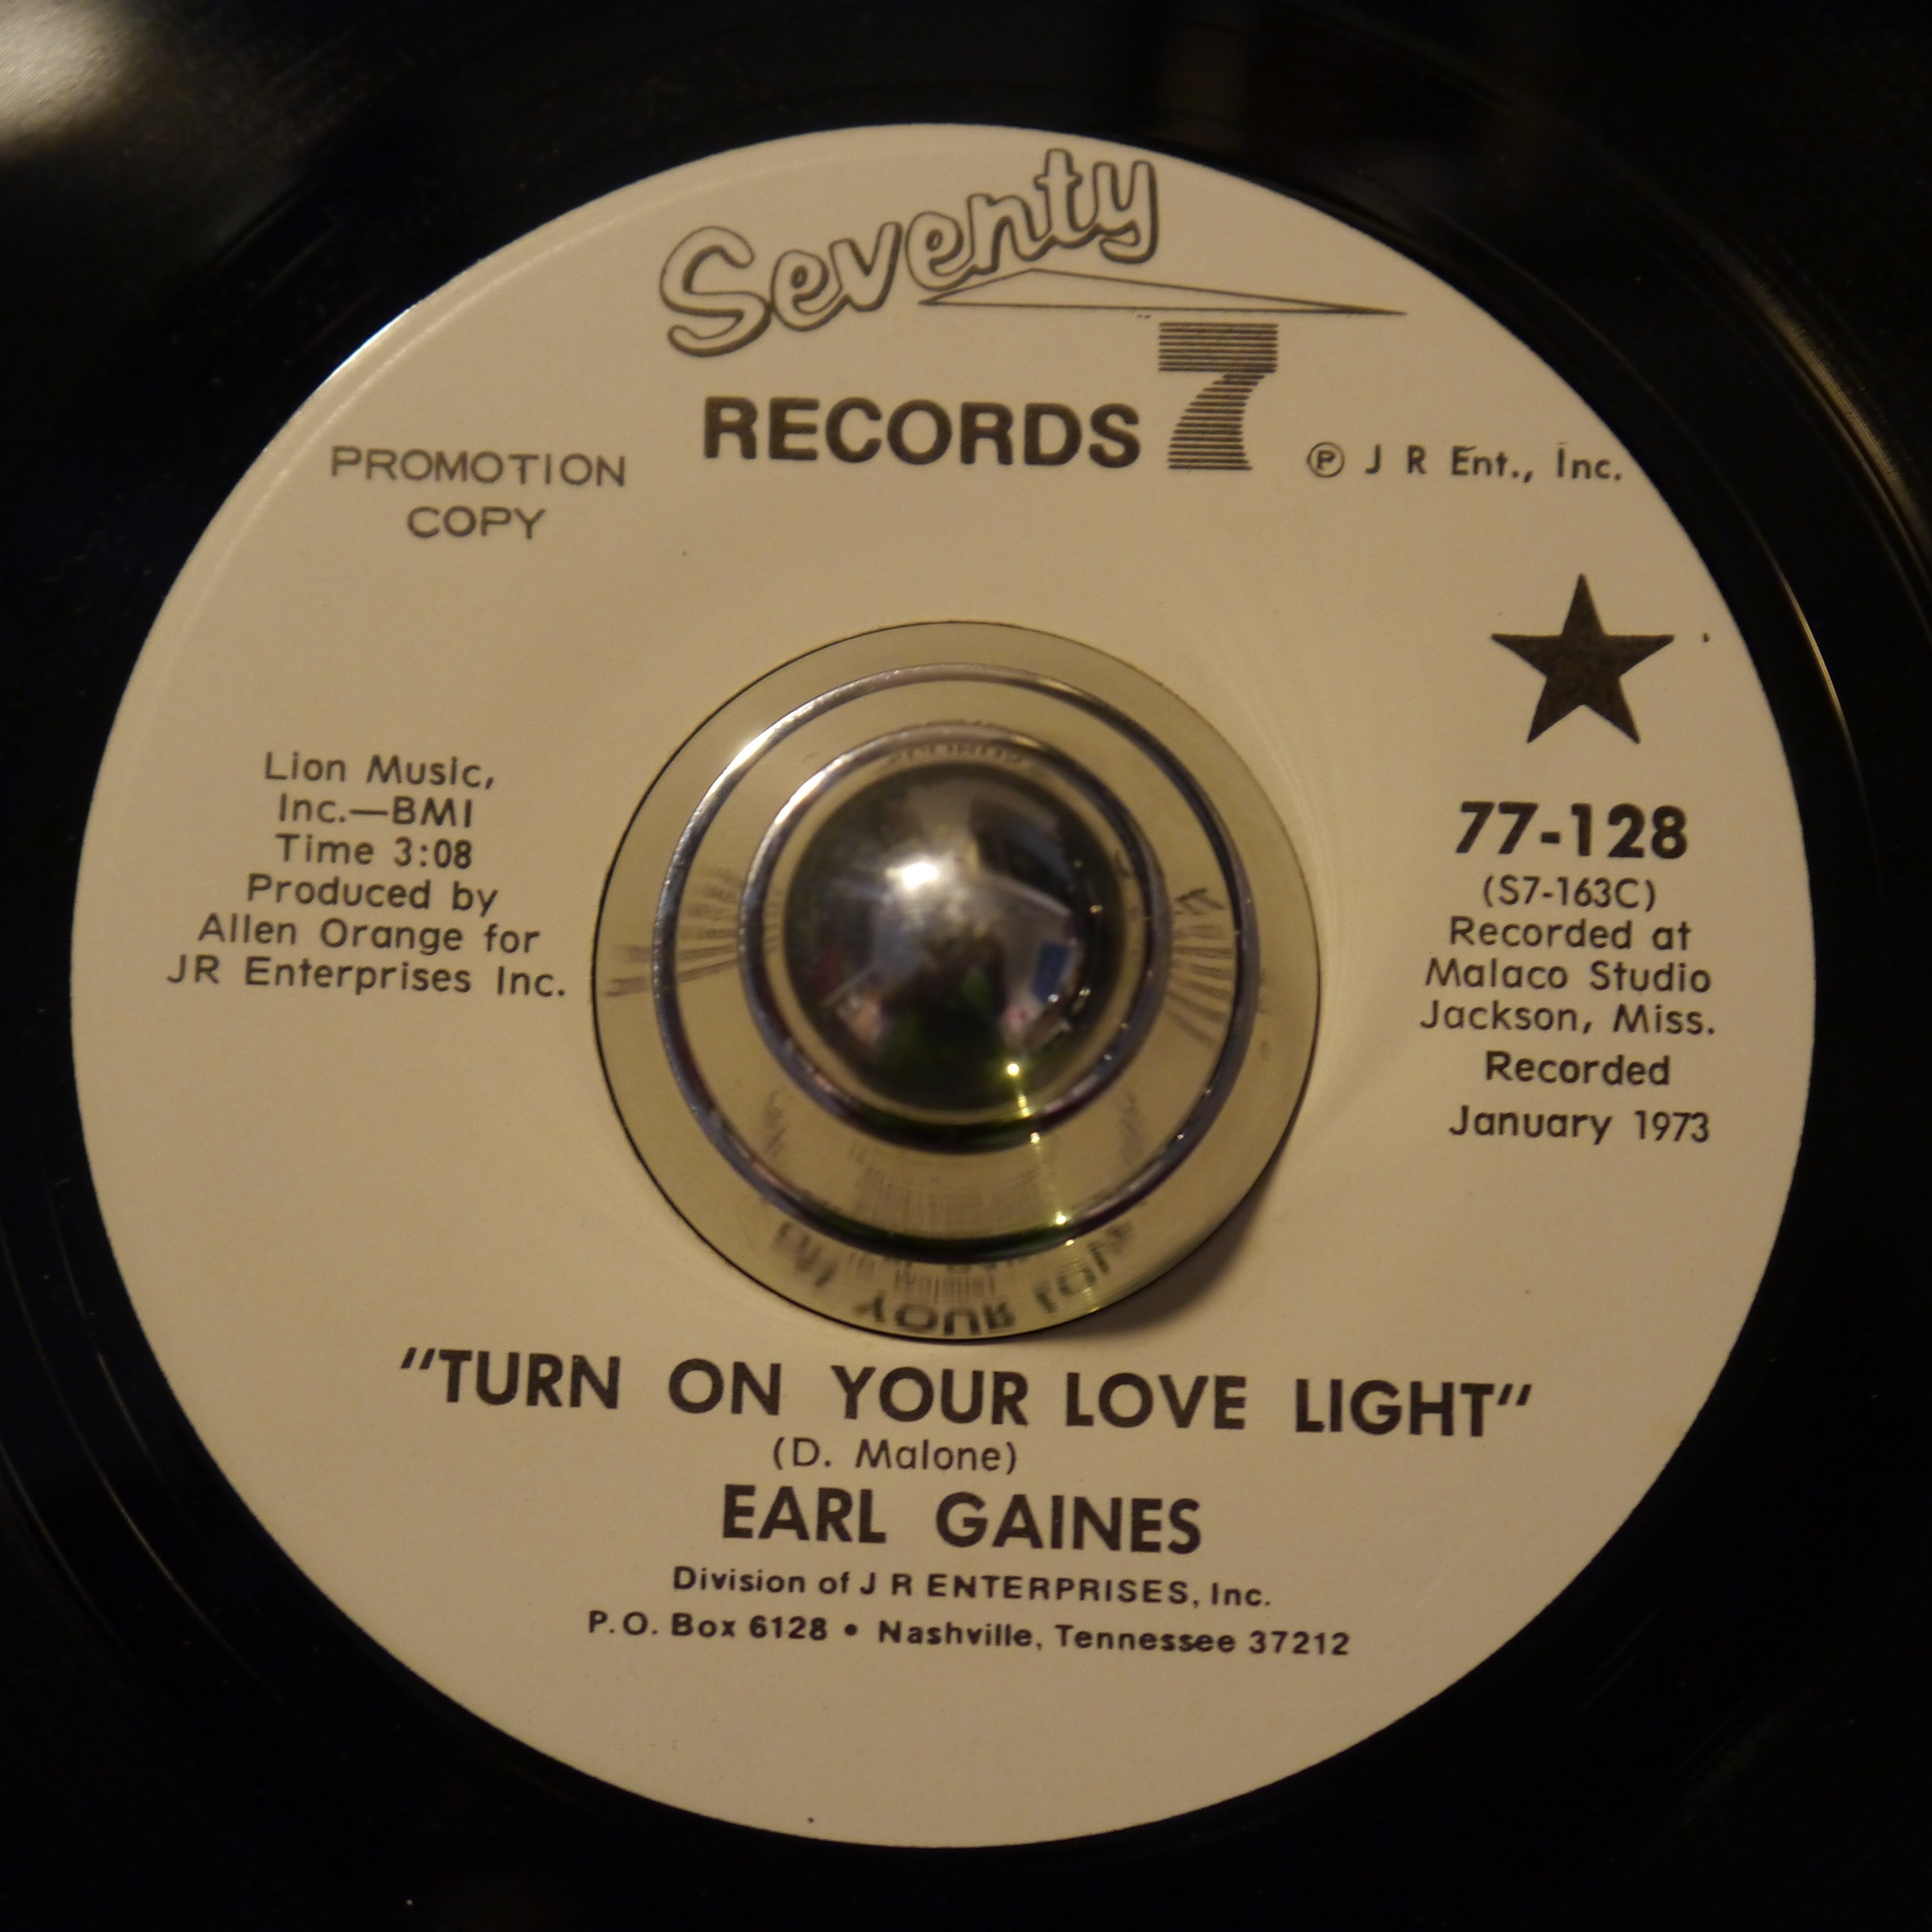 Seventy
RECORDS 7
PROMOTION
COPY
Ⓟ J R Ent., Inc.
Lion Music,
Inc.—BMI
Time 3:08
Produced by
Allen Orange for
JR Enterprises Inc.
77-128
(S7-163C)
Recorded at
Malaco Studio
Jackson, Miss.
Recorded
January 1973
"TURN ON YOUR LOVE LIGHT"
(D. Malone)
EARL GAINES
Division of J R ENTERPRISES, Inc.
P.O. Box 6128 • Nashville, Tennessee 37212